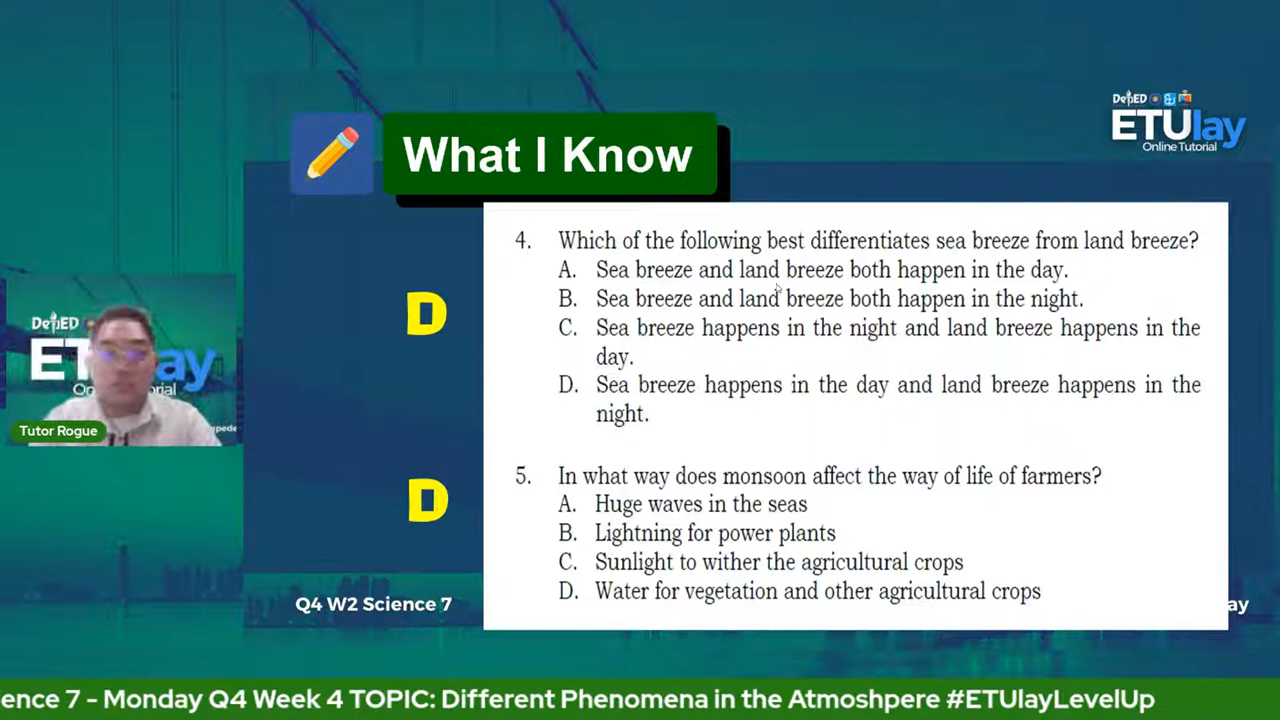 DepED
ETUlay
Online Tutorial
What I Know
4. Which of the following best differentiates sea breeze from land breeze?
A. Sea breeze and land breeze both happen in the day.
B. Sea breeze and land breeze both happen in the night.
C. Sea breeze happens in the night and land breeze happens in the
day.
D. Sea breeze happens in the day and land breeze happens in the
night.
D
5. In what way does monsoon affect the way of life of farmers?
A. Huge waves in the seas
B. Lightning for power plants
C. Sunlight to wither the agricultural crops
D. Water for vegetation and other agricultural crops
D
DepED
ET ay
On orial
Tutor Rogue
epede
Q4 W2 Science 7
ay
ence 7 - Monday Q4 Week 4 TOPIC: Different Phenomena in the Atmoshpere #ETUlayLevelUp